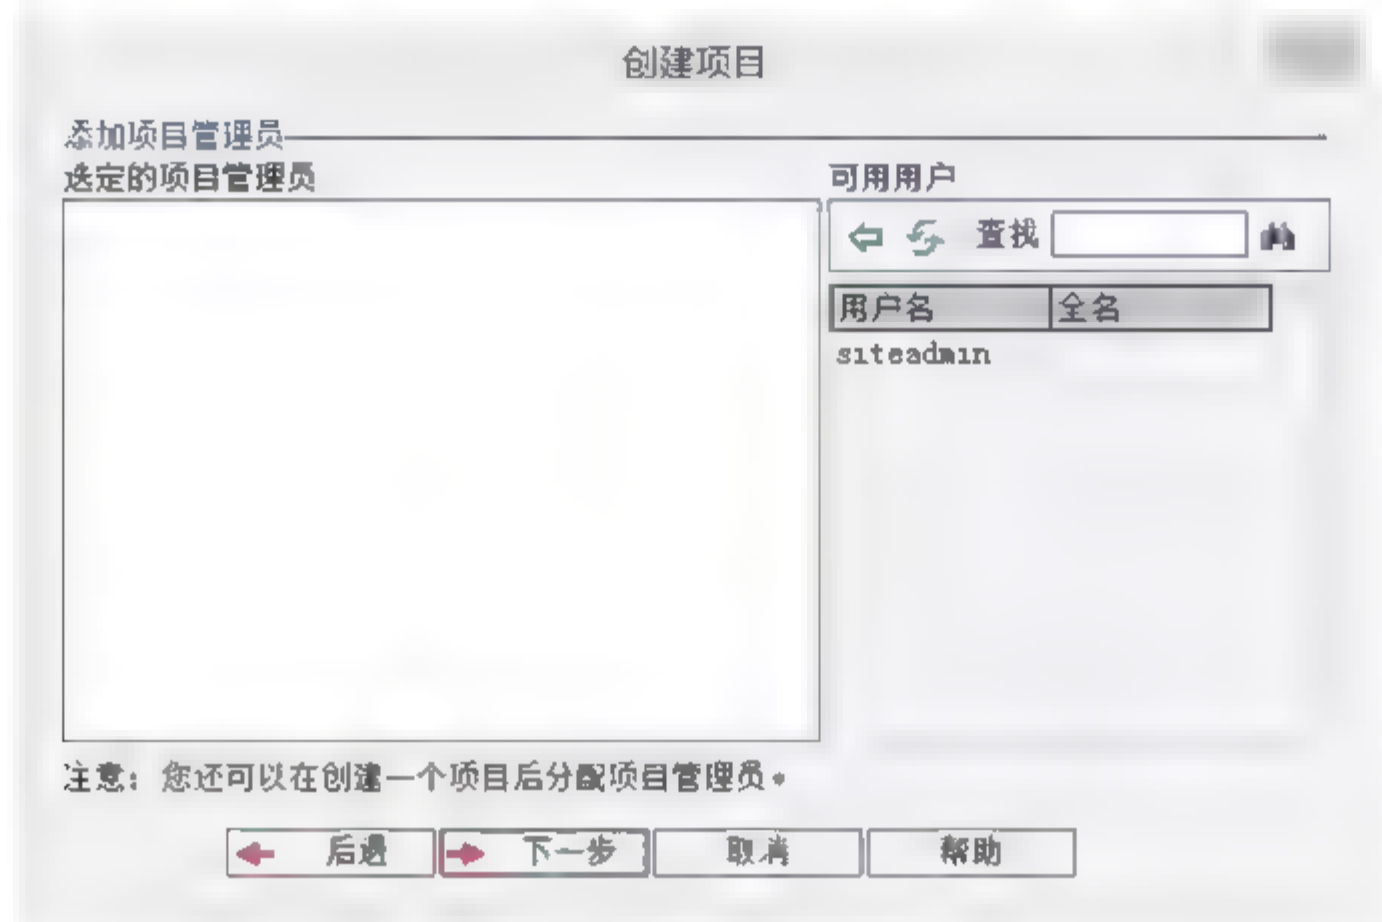 创建项目
添加项目管理员
选定的项目管理员
可用用户
查找
用户名 全名
siteadmin
注意：您还可以在创建一个项目后分配项目管理员。
后退 下一步 取消 帮助